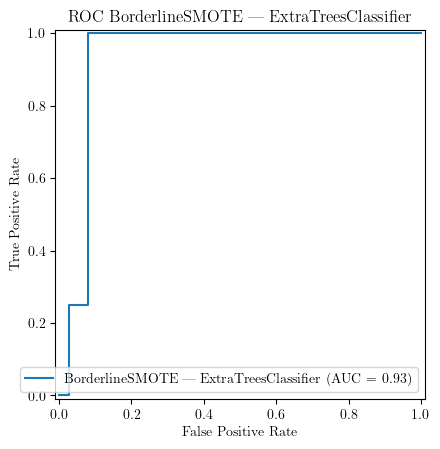 ROC BorderlineSMOTE — ExtraTreesClassifier
1.0
0.8
0.6
0.4
0.2
0.0
True Positive Rate
BorderlineSMOTE — ExtraTreesClassifier (AUC = 0.93)
0.0 0.2 0.4 0.6 0.8 1.0
False Positive Rate